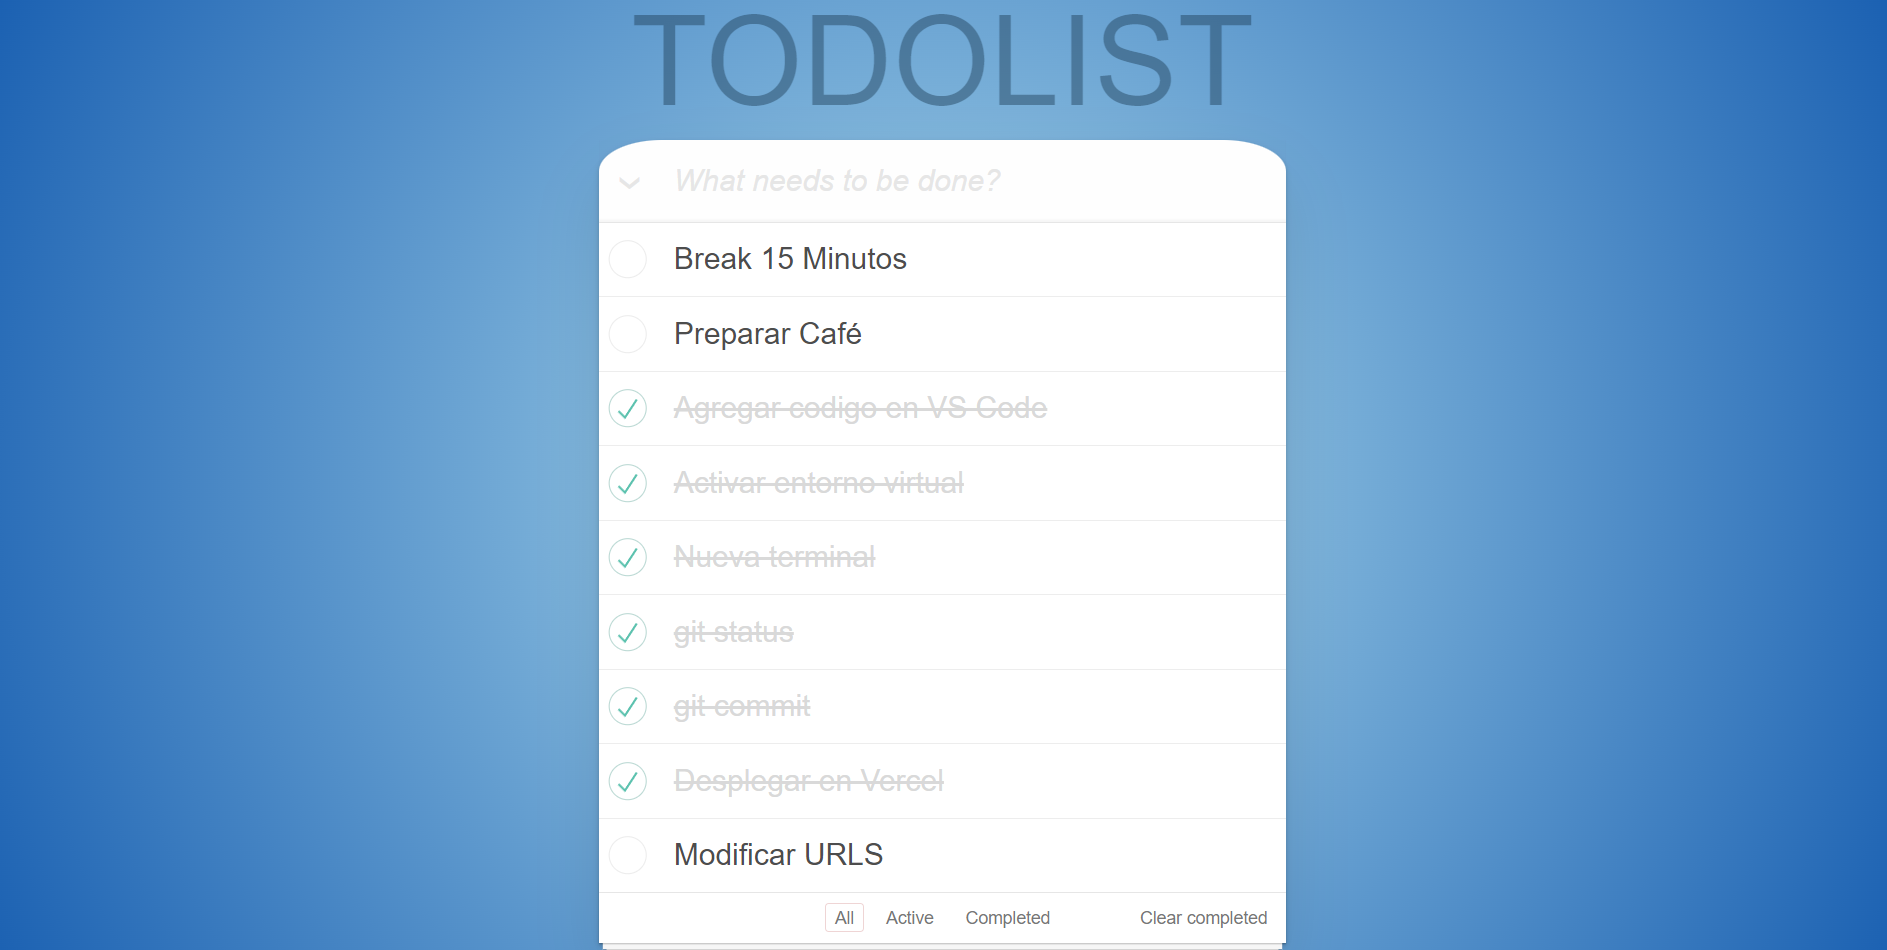 TODOLIST
What needs to be done?
Break 15 Minutos
Preparar Café
Agregar codigo en VS Code
Activar entorno virtual
Nueva terminal
git status
git commit
Desplegar en Vercel
Modificar URLS
All Active Completed Clear completed